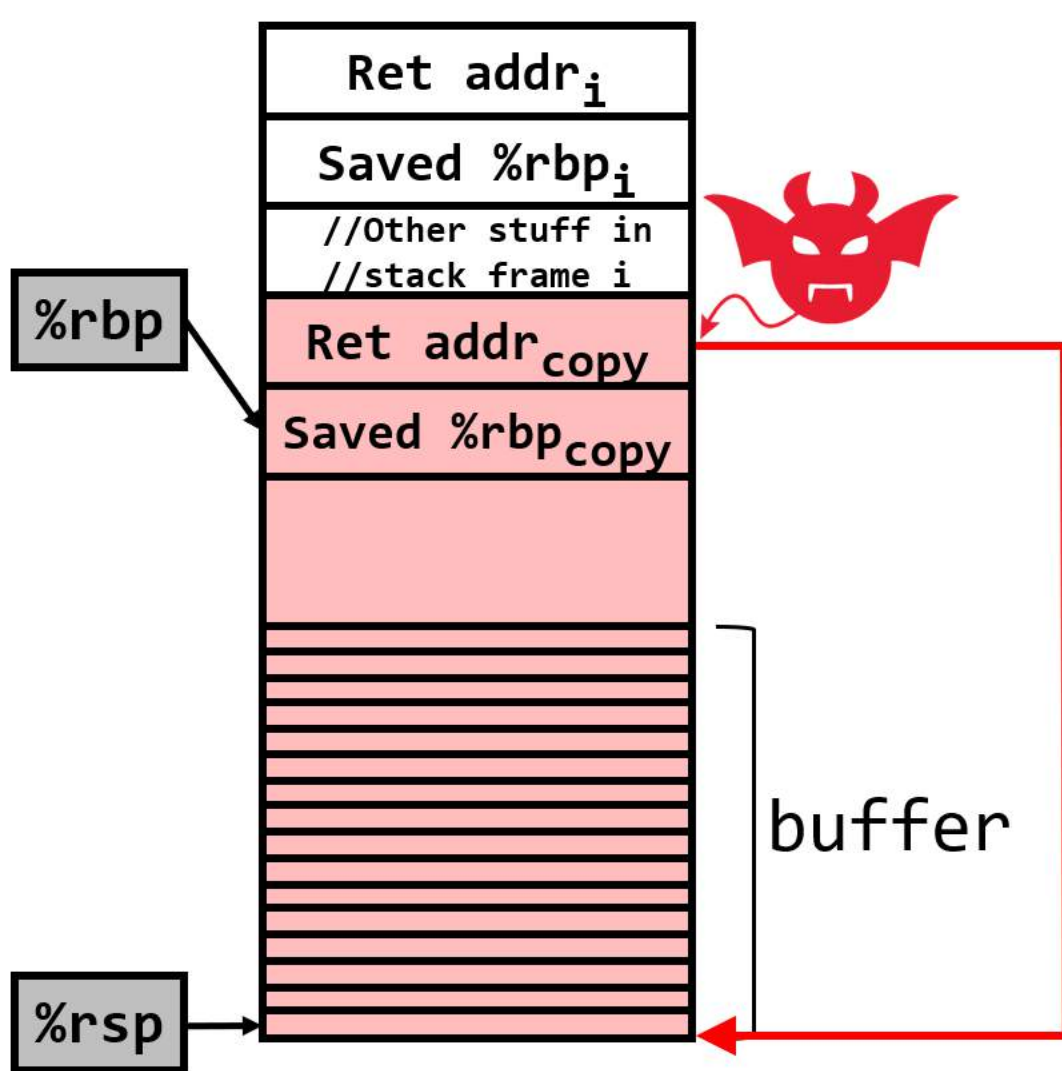 Ret addr_i
Saved %rbp_i
//Other stuff in
//stack frame i
%rbp
Ret addr_copy
Saved %rbp_copy
buffer
%rsp